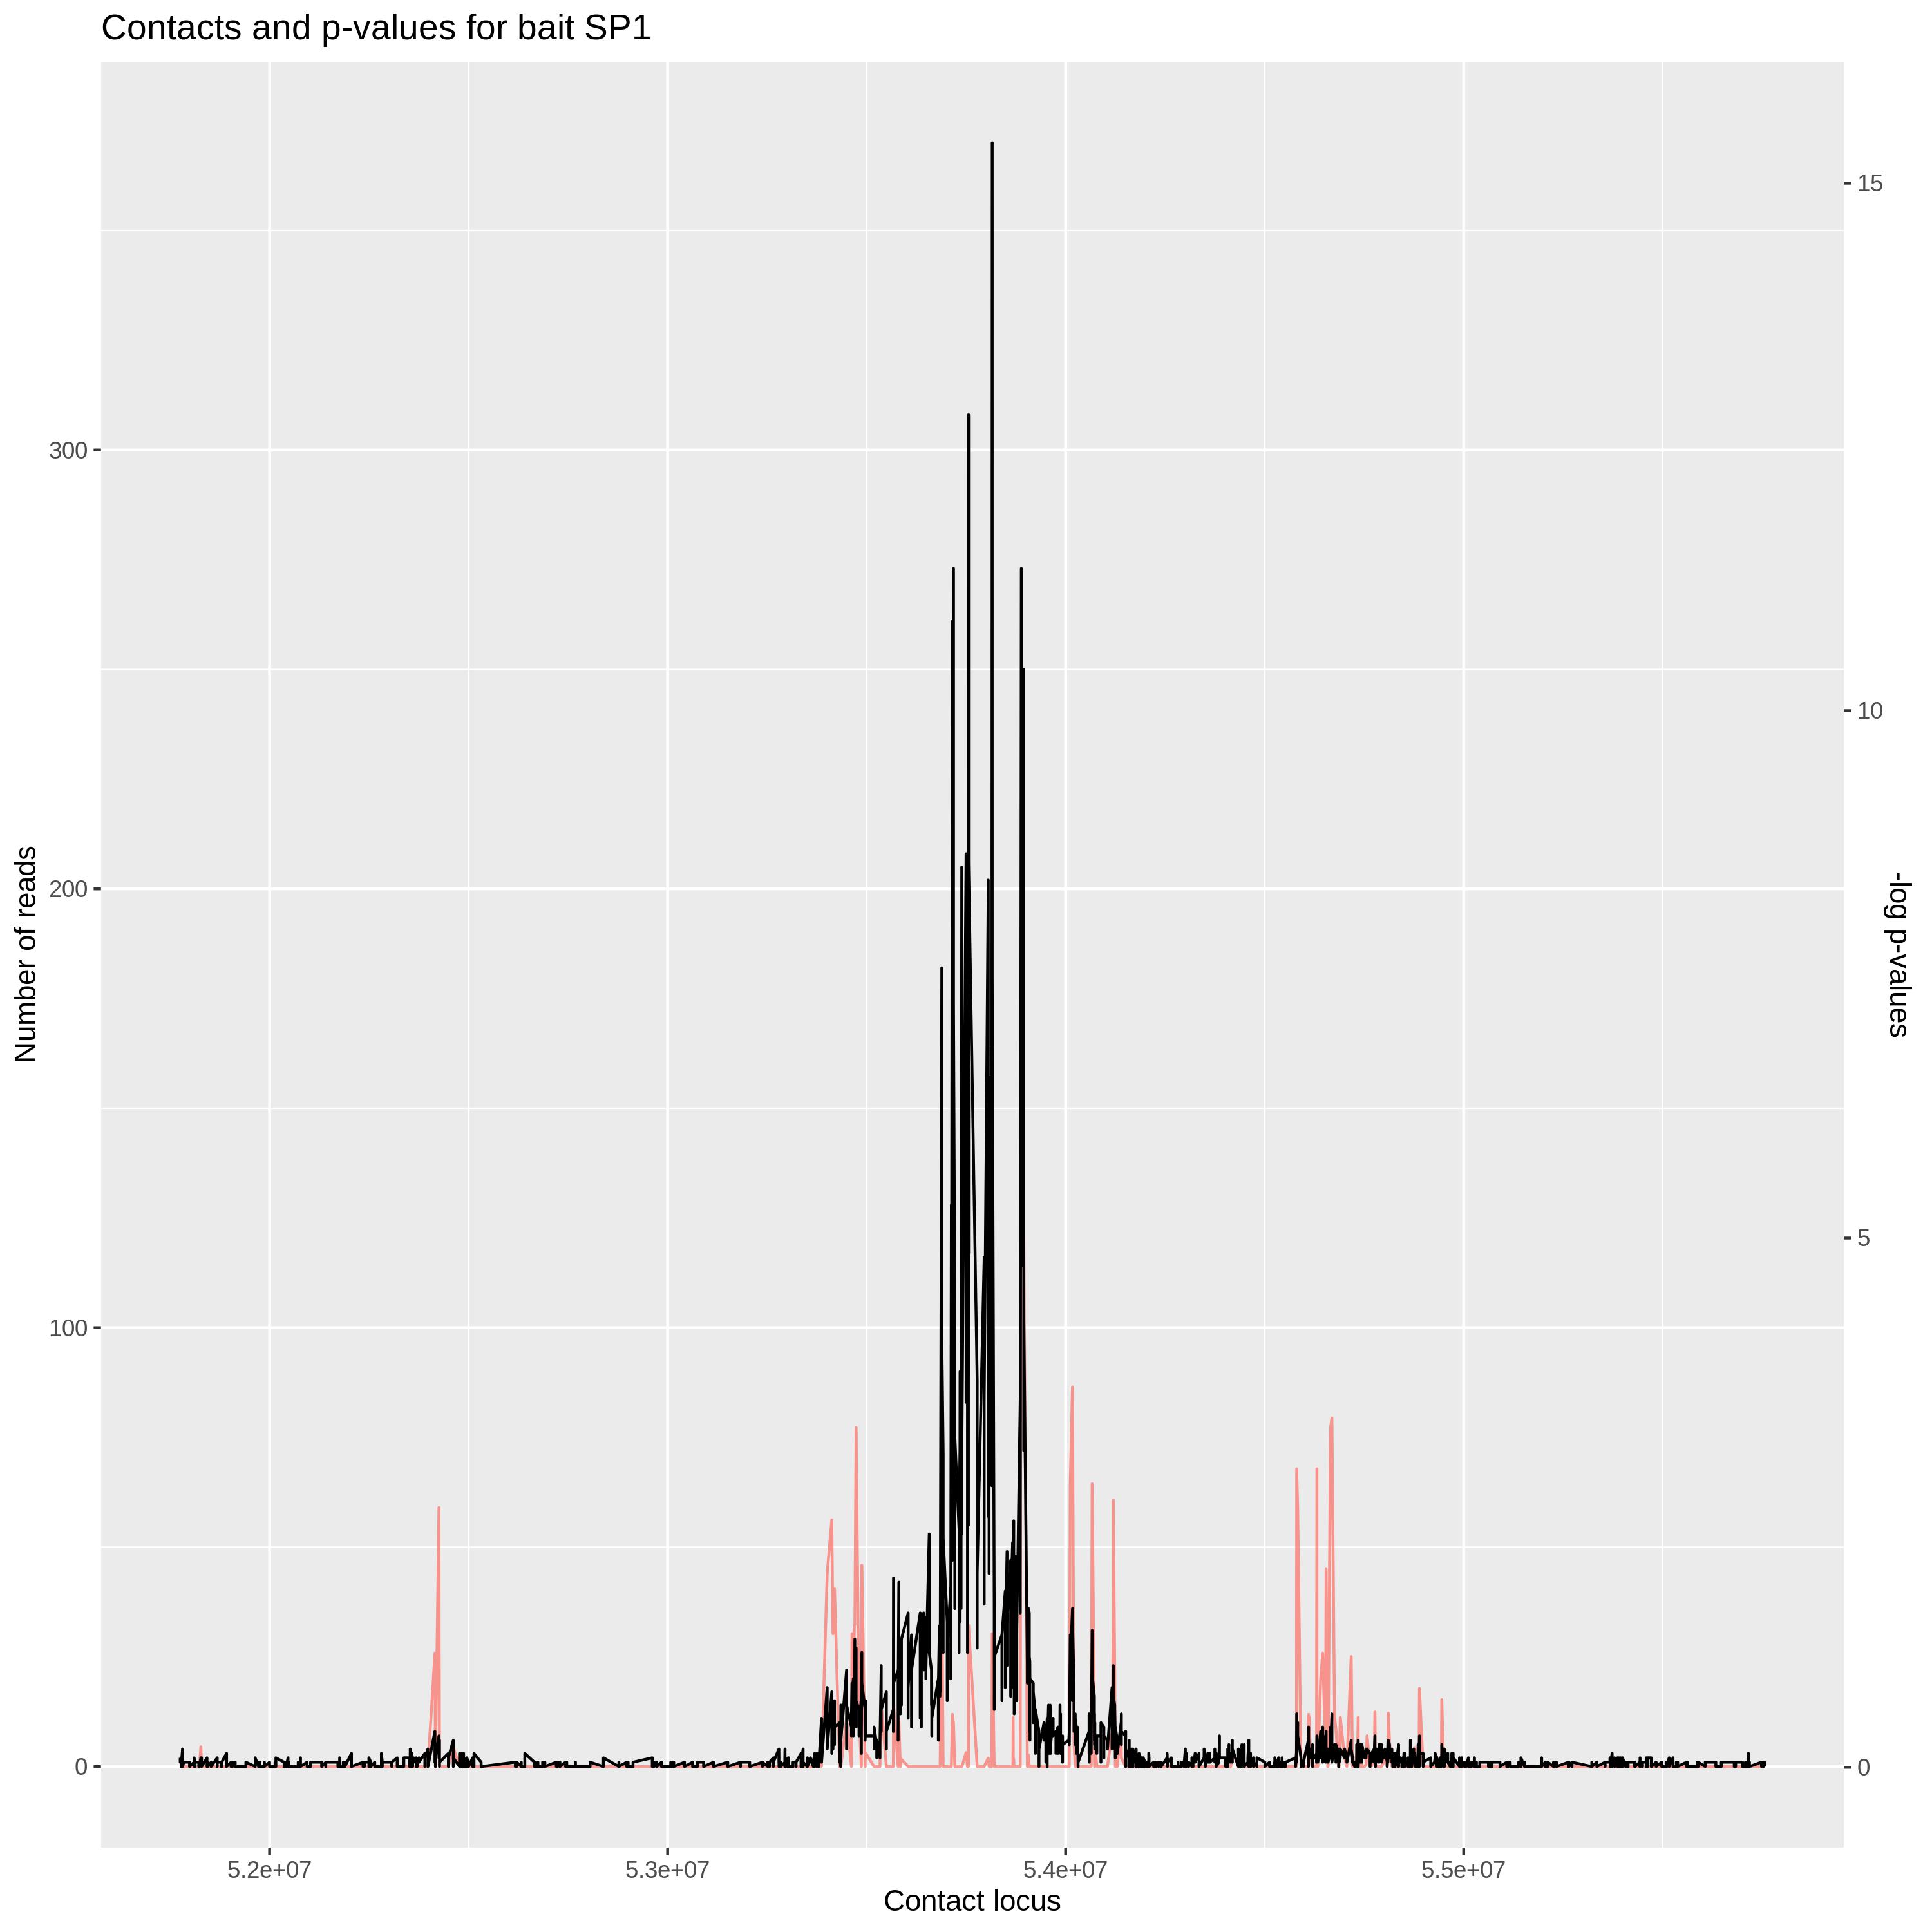 Contacts and p-values for bait SP1
15
300
10
200
Number of reads
-log p-values
5
100
0
0
5.2e+07
5.3e+07
5.4e+07
5.5e+07
Contact locus